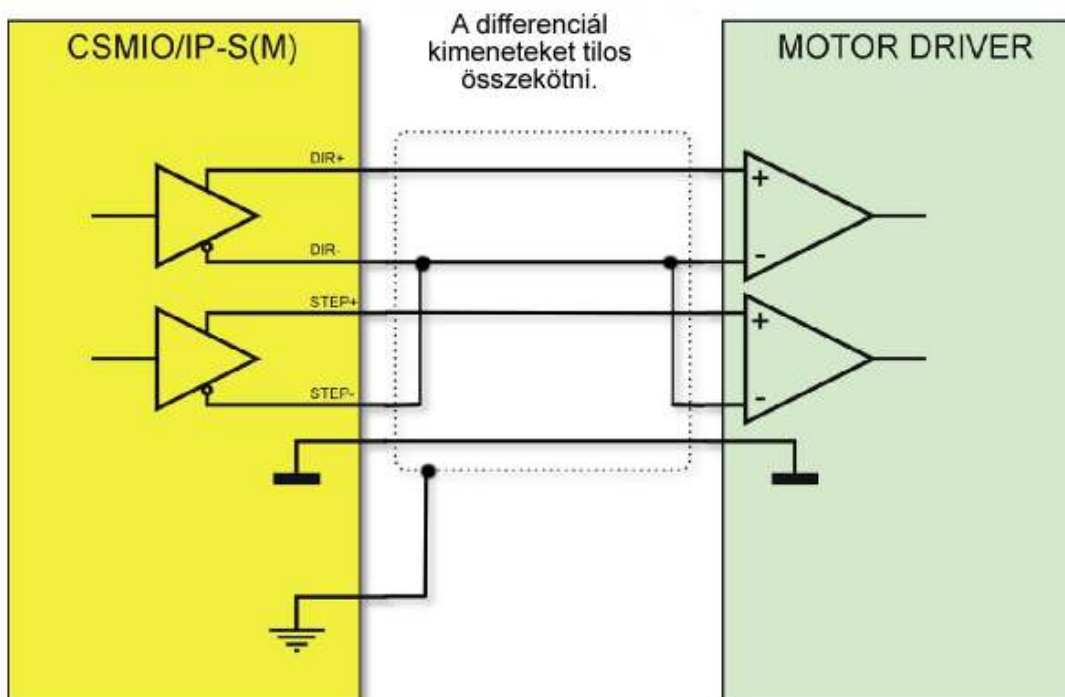 A differenciál
kimeneteket tilos
összekötni.
CSMIO/IP-S(M)
MOTOR DRIVER
DIR+
+
DIR-
-
STEP+
+
STEP-
-